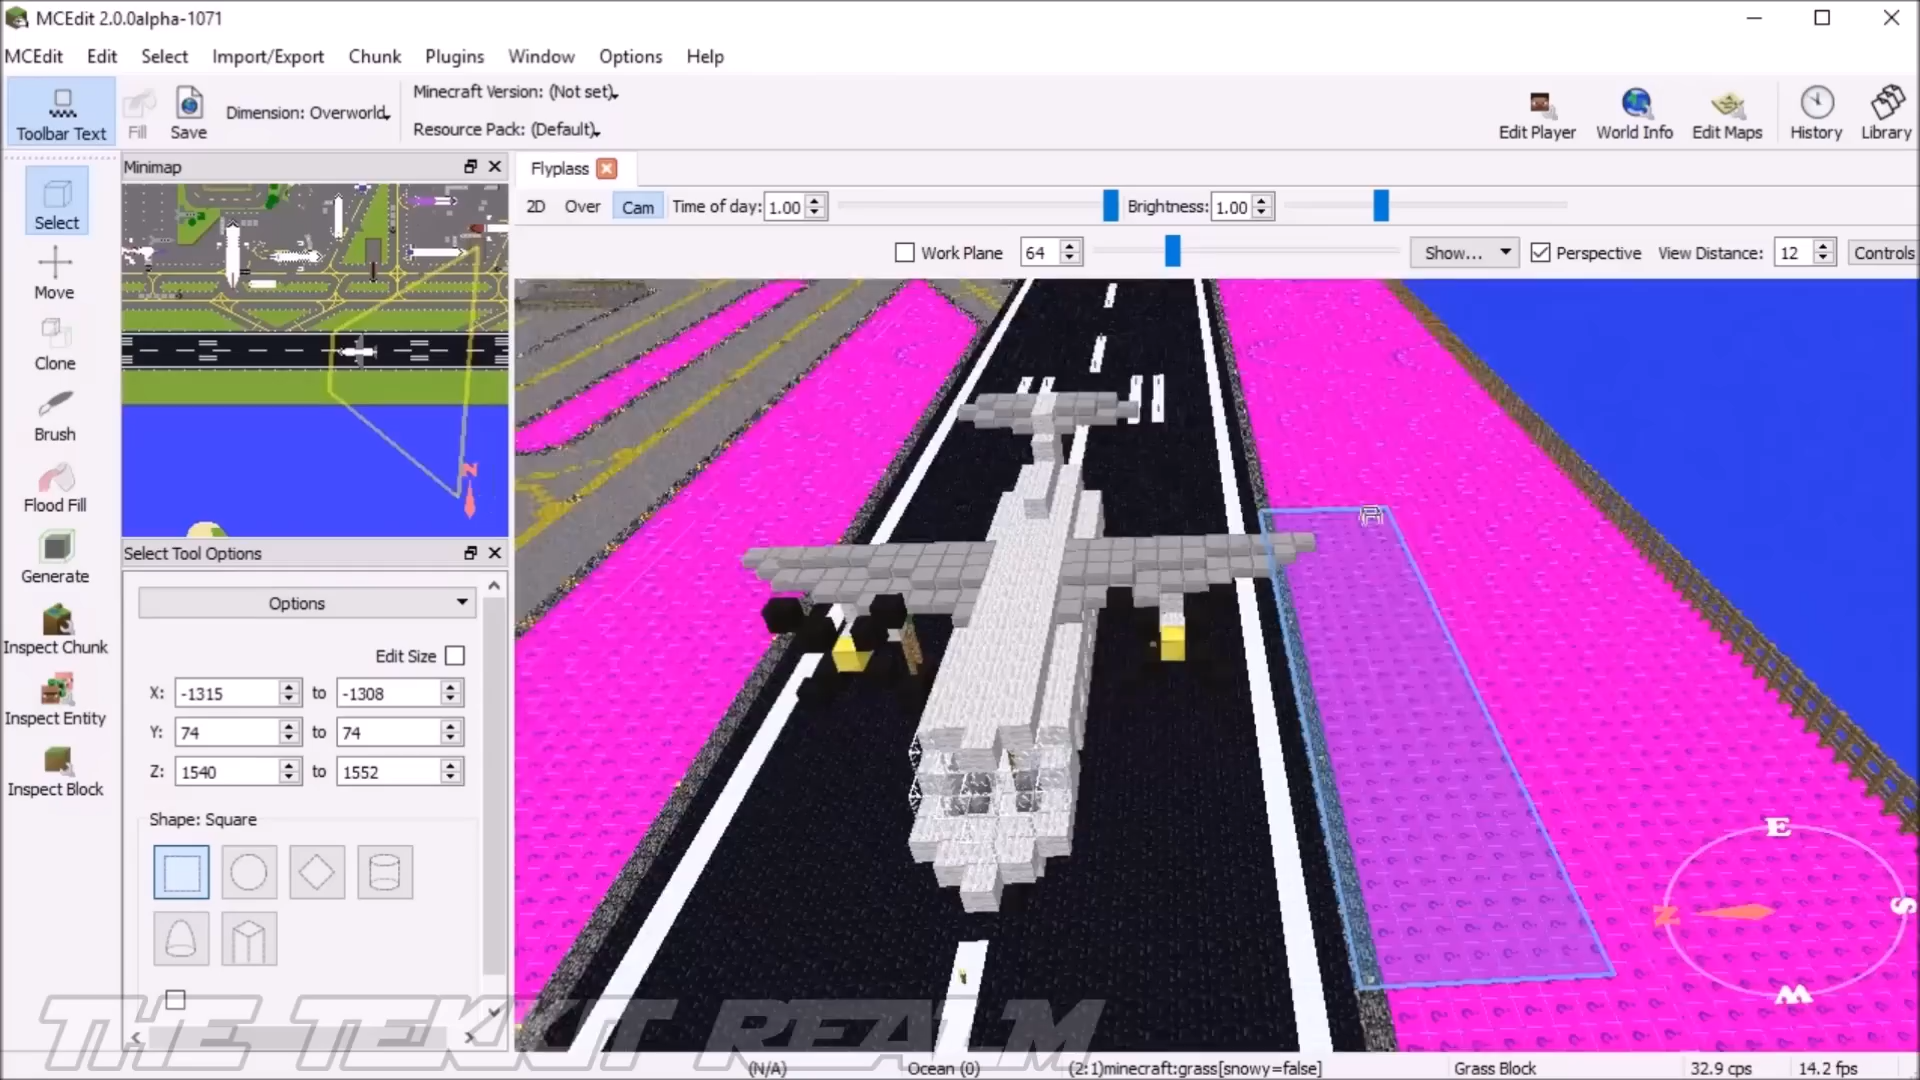 MCEdit 2.0.0alpha-1071
MCEdit Edit Select Import/Export Chunk Plugins Window Options Help
Toolbar Text
Fill
Save
Dimension: Overworld
Minecraft Version: (Not set)
Resource Pack: (Default)
Edit Player
World Info
Edit Maps
History
Library
Select
Move
Clone
Brush
Flood Fill
Generate
Inspect Chunk
Inspect Entity
Inspect Block
Minimap
N
Select Tool Options
Options
Edit Size
X: -1315 to -1308
Y: 74 to 74
Z: 1540 to 1552
Shape: Square
Flyplass
2D Over Cam Time of day: 1.00 Brightness: 1.00
Work Plane 64 Show... Perspective View Distance: 12 Controls
E
S
N
W
THE TEKKIT REALM
(N/A) Ocean (0) (2:1)minecraft:grass[snowy=false] Grass Block 32.9 cps 14.2 fps